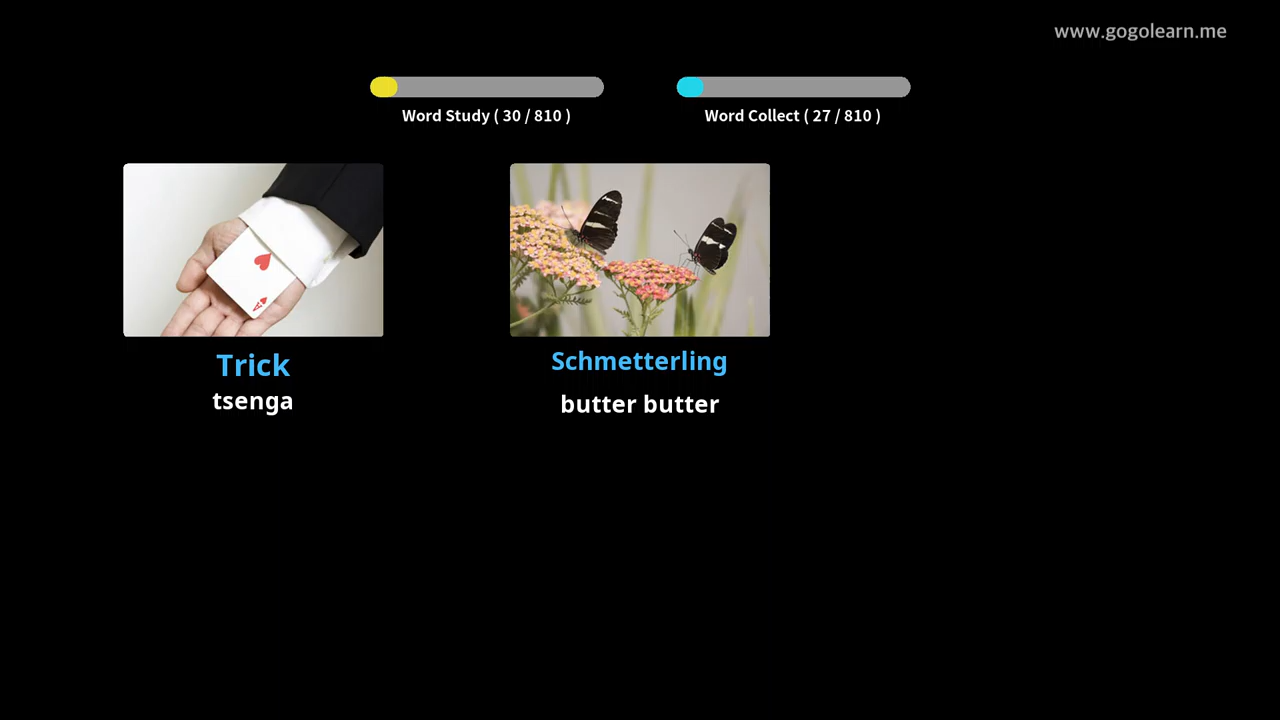 www.gogolearn.me
Word Study ( 30 / 810 )
Word Collect ( 27 / 810 )
Trick
tsenga
Schmetterling
butter butter